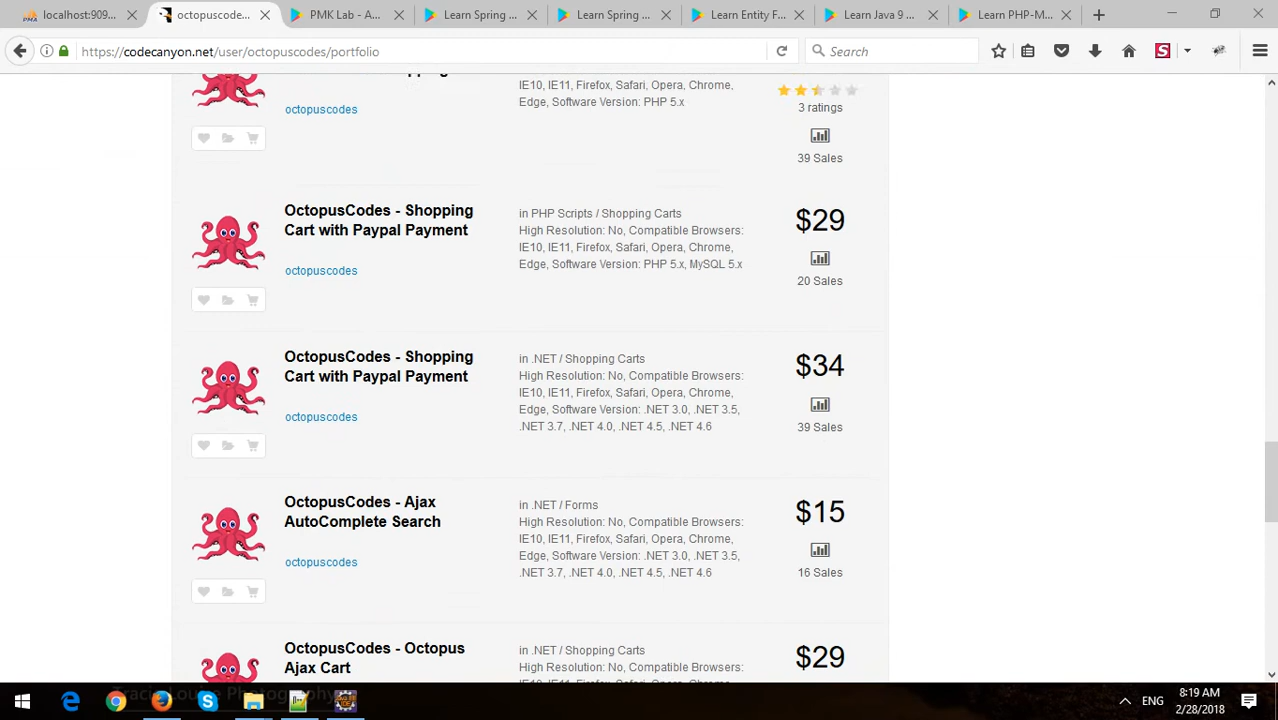 localhost:909...
octopuscode...
PMK Lab - A...
Learn Spring ...
Learn Spring ...
Learn Entity F...
Learn Java 9 ...
Learn PHP-M...
https://codecanyon.net/user/octopuscodes/portfolio
Search
IE10, IE11, Firefox, Safari, Opera, Chrome,
Edge, Software Version: PHP 5.x
octopuscodes
3 ratings
39 Sales
OctopusCodes - Shopping
Cart with Paypal Payment
octopuscodes
in PHP Scripts / Shopping Carts
High Resolution: No, Compatible Browsers:
IE10, IE11, Firefox, Safari, Opera, Chrome,
Edge, Software Version: PHP 5.x, MySQL 5.x
$29
20 Sales
OctopusCodes - Shopping
Cart with Paypal Payment
octopuscodes
in .NET / Shopping Carts
High Resolution: No, Compatible Browsers:
IE10, IE11, Firefox, Safari, Opera, Chrome,
Edge, Software Version: .NET 3.0, .NET 3.5,
.NET 3.7, .NET 4.0, .NET 4.5, .NET 4.6
$34
39 Sales
OctopusCodes - Ajax
AutoComplete Search
octopuscodes
in .NET / Forms
High Resolution: No, Compatible Browsers:
IE10, IE11, Firefox, Safari, Opera, Chrome,
Edge, Software Version: .NET 3.0, .NET 3.5,
.NET 3.7, .NET 4.0, .NET 4.5, .NET 4.6
$15
16 Sales
OctopusCodes - Octopus
Ajax Cart
in .NET / Shopping Carts
High Resolution: No, Compatible Browsers:
$29
Photography
ENG
8:19 AM
2/28/2018